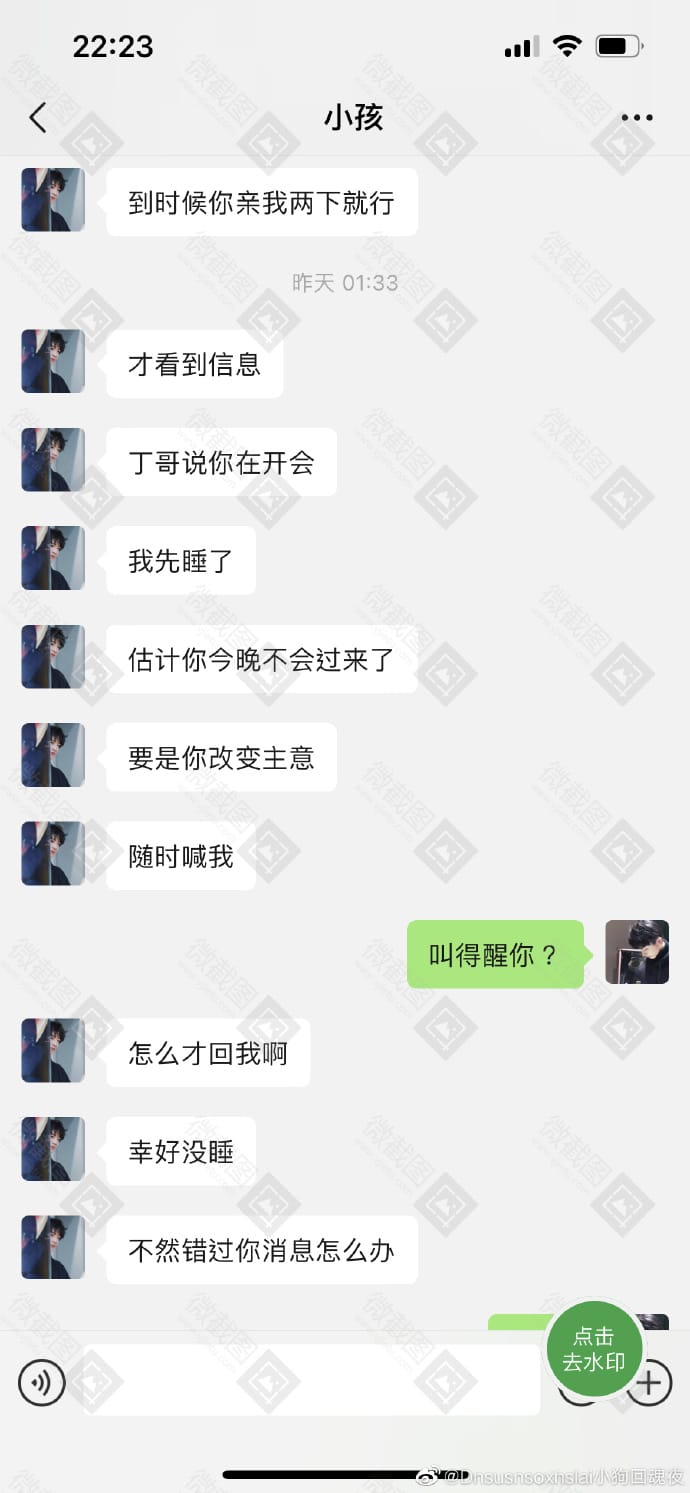 22:23
小孩
到时候你亲我两下就行
昨天 01:33
才看到信息
丁哥说你在开会
我先睡了
估计你今晚不会过来了
要是你改变主意
随时喊我
叫得醒你？
怎么才回我啊
幸好没睡
不然错过你消息怎么办
点击
去水印
微截图
@Dnsusnsoxnslai小狗回魂夜